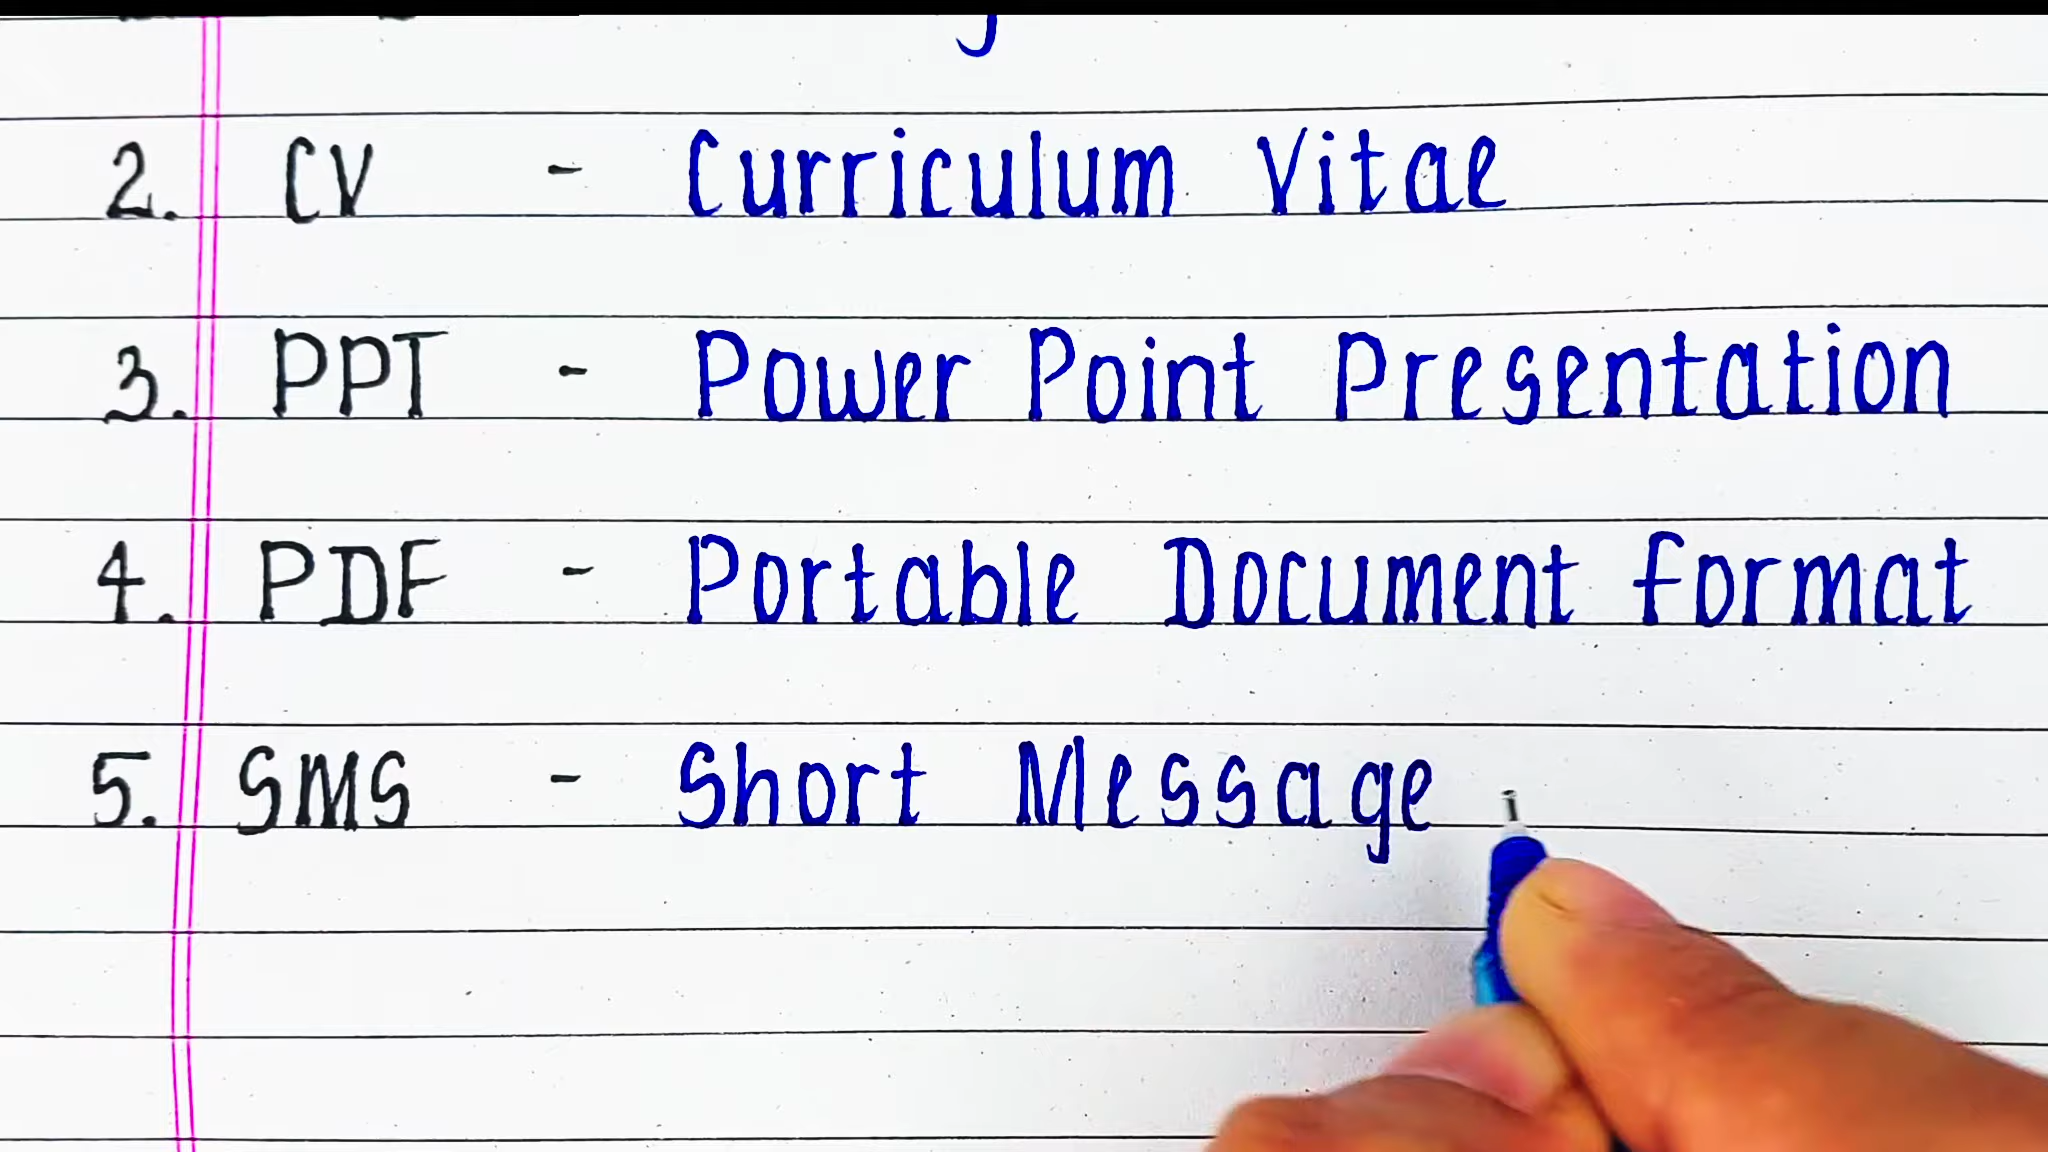 2. CV - Curriculum Vitae
3. PPT - Power Point Presentation
4. PDF - Portable Document format
5. SMS - Short Message